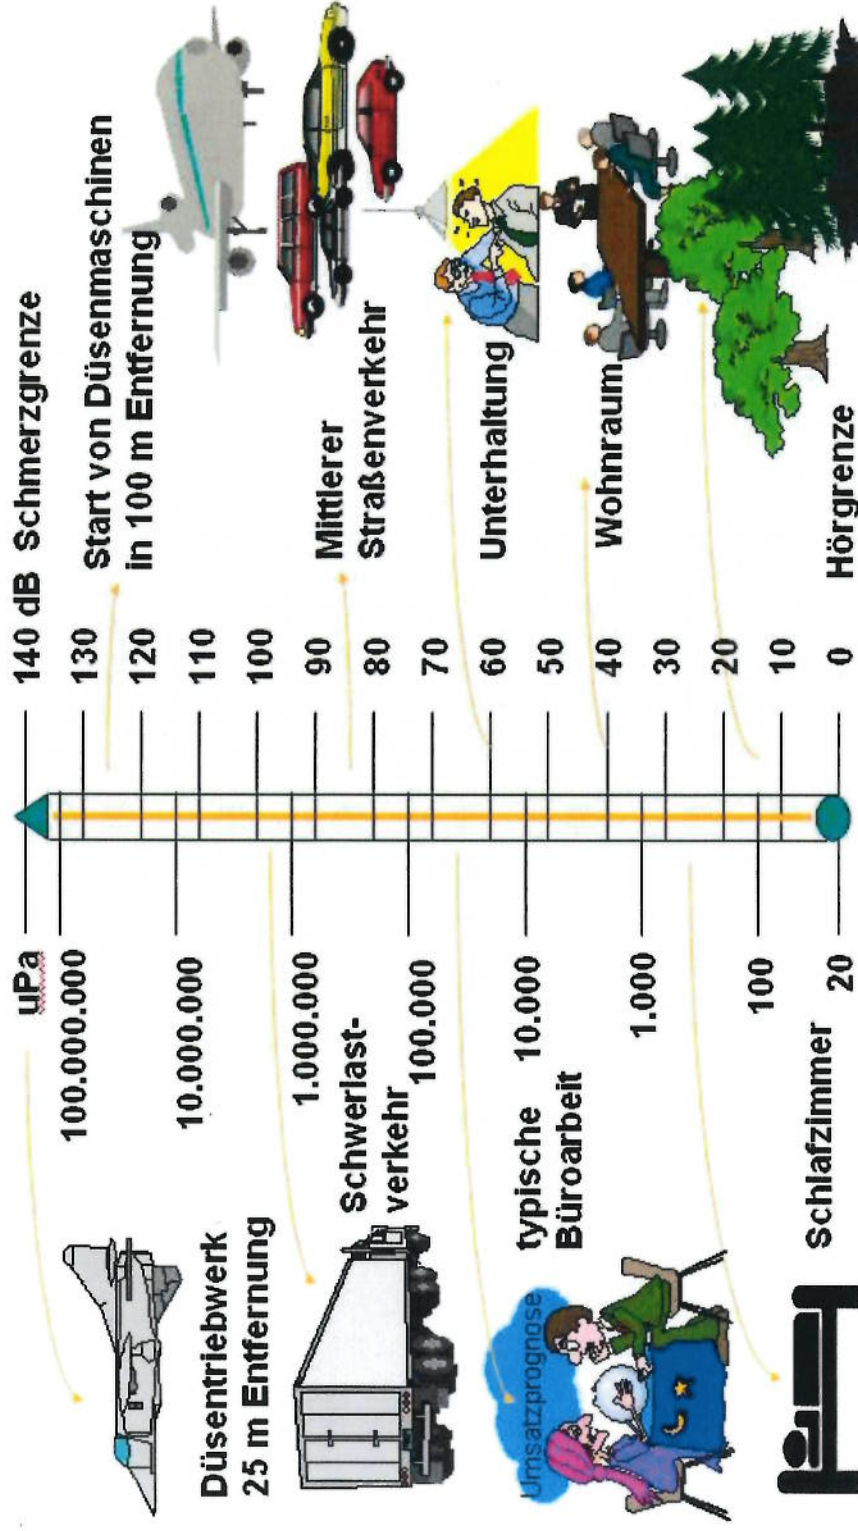 uPa
100.000.000
10.000.000
1.000.000
100.000
10.000
1.000
100
20
Düsentriebwerk
25 m Entfernung
Schwerlast-
verkehr
Umsatzprognose
typische
Büroarbeit
Schlafzimmer
140 dB Schmerzgrenze
130
120
110
100
90
80
70
60
50
40
30
20
10
0
Start von Düsenmaschinen
in 100 m Entfernung
Mittlerer
Straßenverkehr
Unterhaltung
Wohnraum
Hörgrenze